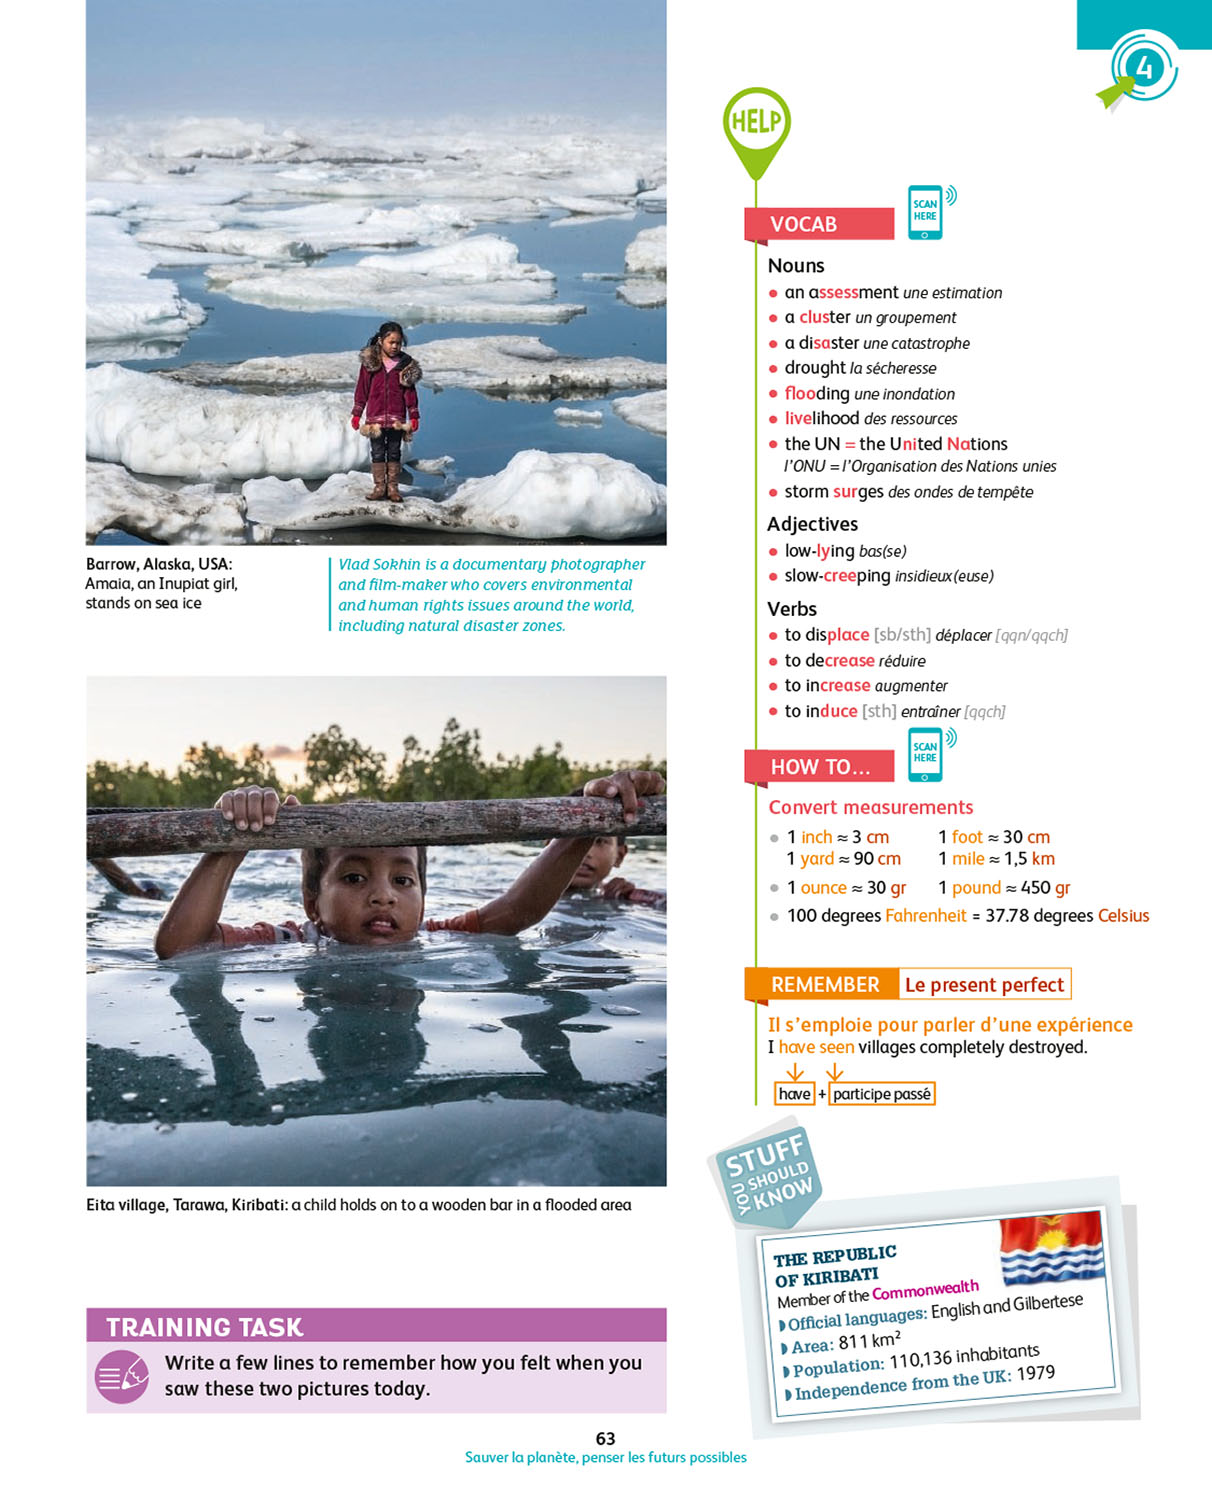 4
Barrow, Alaska, USA:
Amaia, an Inupiat girl,
stands on sea ice
Vlad Sokhin is a documentary photographer
and film-maker who covers environmental
and human rights issues around the world,
including natural disaster zones.
Eita village, Tarawa, Kiribati: a child holds on to a wooden bar in a flooded area
TRAINING TASK
Write a few lines to remember how you felt when you
saw these two pictures today.
HELP
VOCAB
SCAN
HERE
Nouns
• an assessment une estimation
• a cluster un groupement
• a disaster une catastrophe
• drought la sécheresse
• flooding une inondation
• livelihood des ressources
• the UN = the United Nations
l'ONU = l'Organisation des Nations unies
• storm surges des ondes de tempête
Adjectives
• low-lying bas(se)
• slow-creeping insidieux(euse)
Verbs
• to displace [sb/sth] déplacer [qqn/qqch]
• to decrease réduire
• to increase augmenter
• to induce [sth] entraîner [qqch]
HOW TO...
SCAN
HERE
Convert measurements
• 1 inch ≈ 3 cm 1 foot ≈ 30 cm
1 yard ≈ 90 cm 1 mile ≈ 1,5 km
• 1 ounce ≈ 30 gr 1 pound ≈ 450 gr
• 100 degrees Fahrenheit = 37.78 degrees Celsius
REMEMBER Le present perfect
Il s'emploie pour parler d'une expérience
I have seen villages completely destroyed.
have + participe passé
STUFF
YOU SHOULD
KNOW
THE REPUBLIC
OF KIRIBATI
Member of the Commonwealth
Official languages: English and Gilbertese
Area: 811 km²
Population: 110,136 inhabitants
Independence from the UK: 1979
63
Sauver la planète, penser les futurs possibles